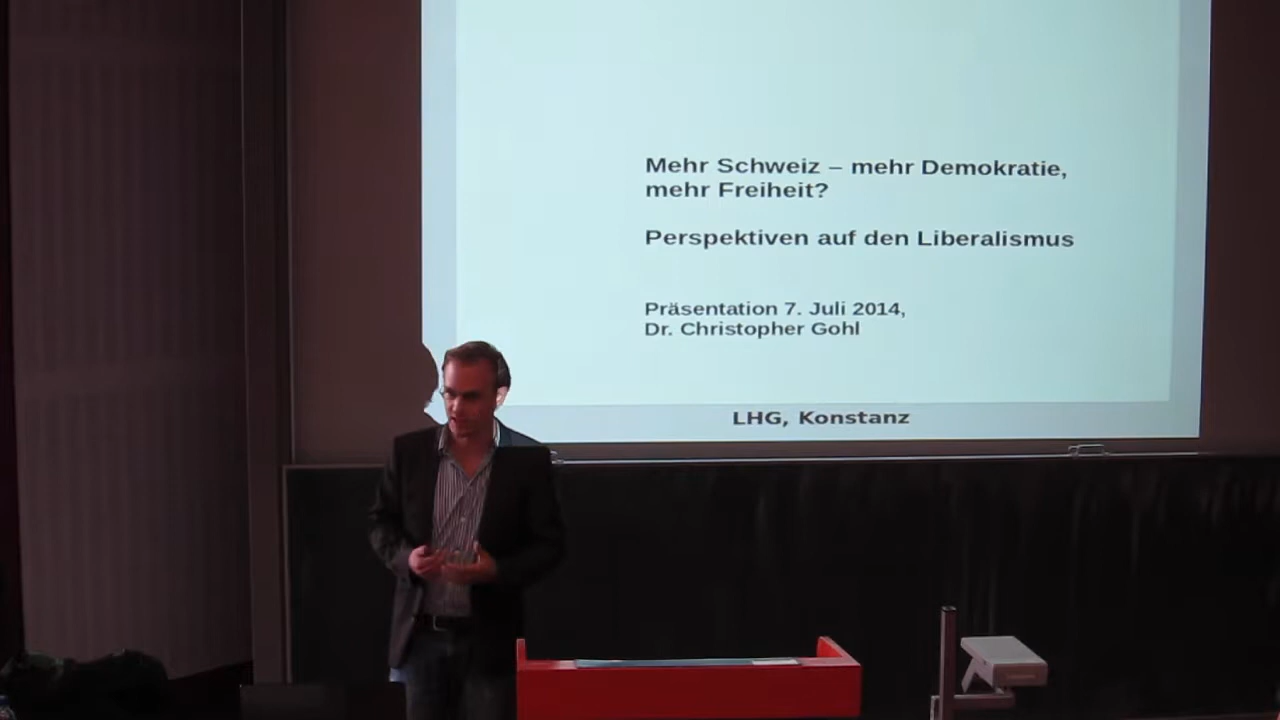 Mehr Schweiz – mehr Demokratie,
mehr Freiheit?
Perspektiven auf den Liberalismus
Präsentation 7. Juli 2014,
Dr. Christopher Gohl
LHG, Konstanz